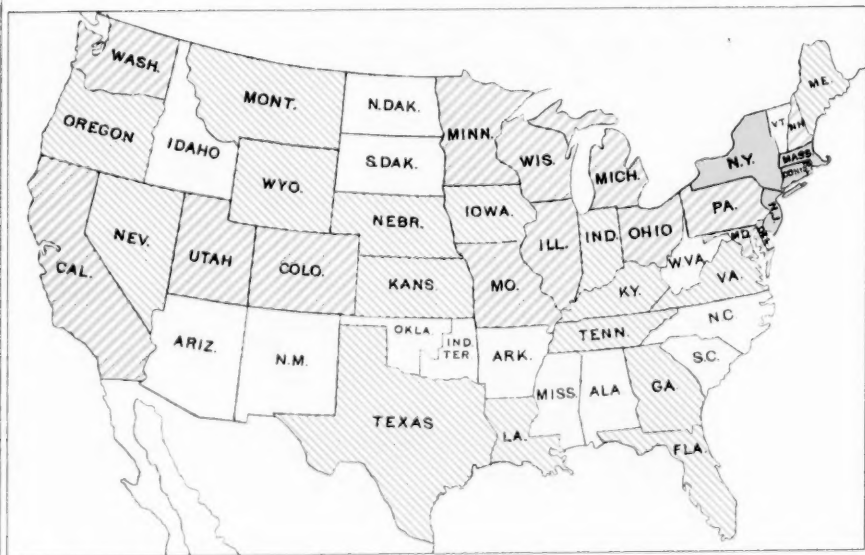 WASH.
MONT.
N.DAK.
MINN.
ME.
OREGON
IDAHO
S.DAK.
WIS.
MICH.
VT.
N.H.
N.Y.
MASS.
CONN.
WYO.
IOWA.
NEBR.
PA.
N.J.
NEV.
UTAH
COLO.
ILL.
IND.
OHIO
MD.
DEL.
CAL.
KANS.
MO.
W.VA.
VA.
KY.
ARIZ.
N.M.
OKLA.
IND.
TER.
ARK.
TENN.
N.C
S.C.
MISS.
ALA
GA.
TEXAS
LA.
FLA.